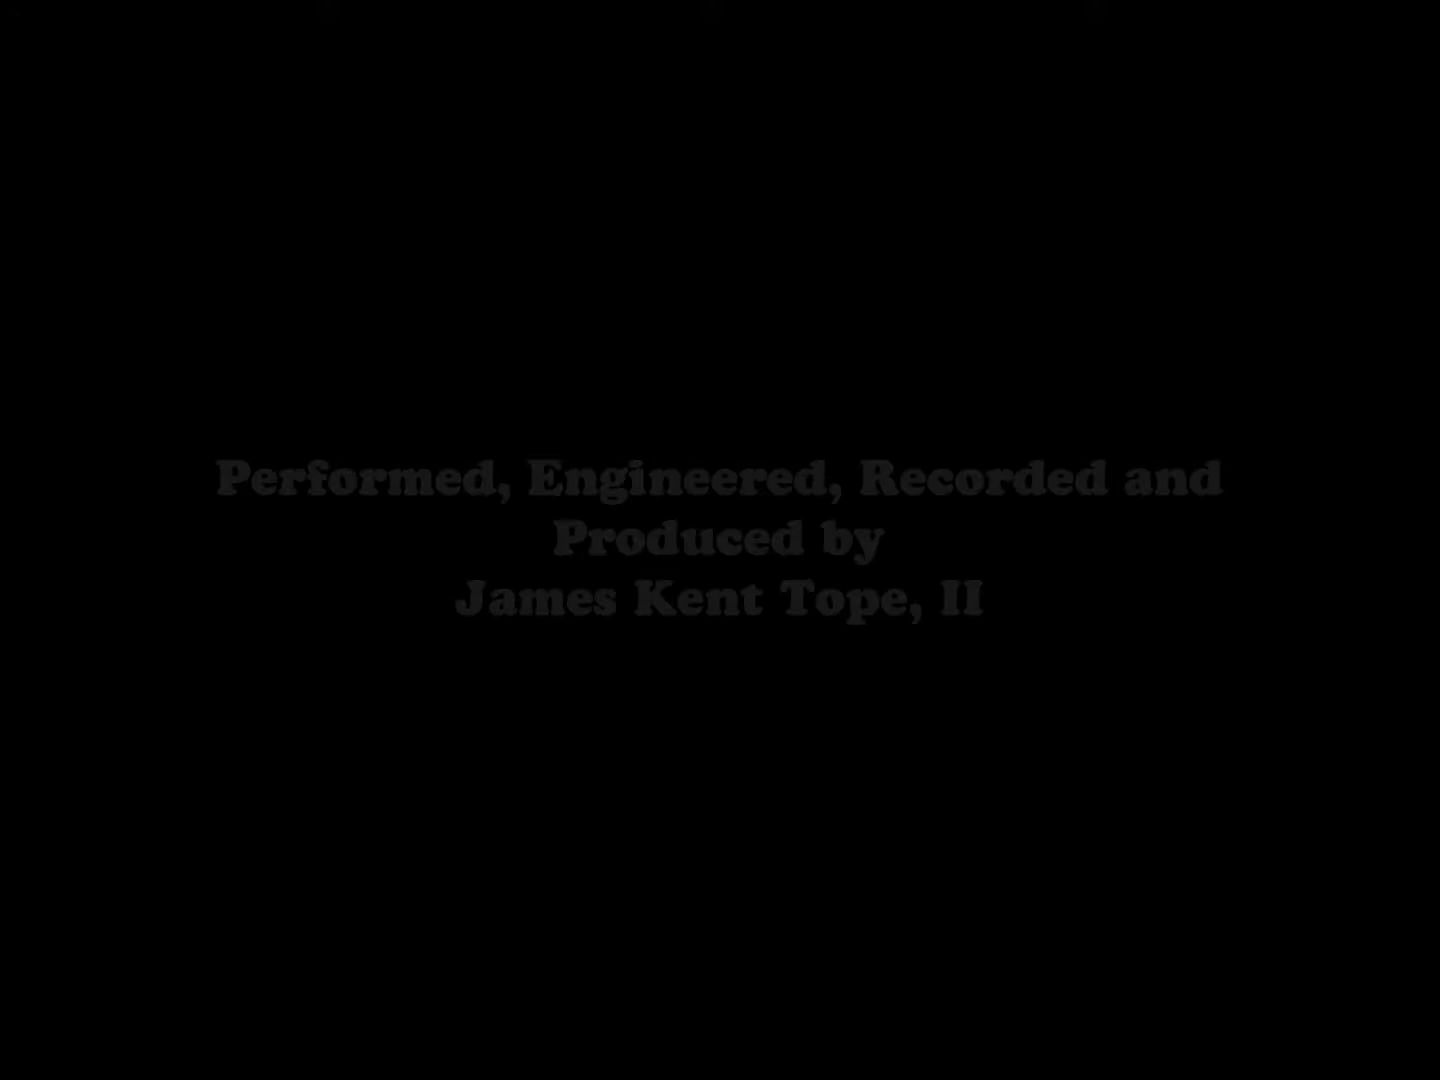 Performed, Engineered, Recorded and
Produced by
James Kent Tope, II